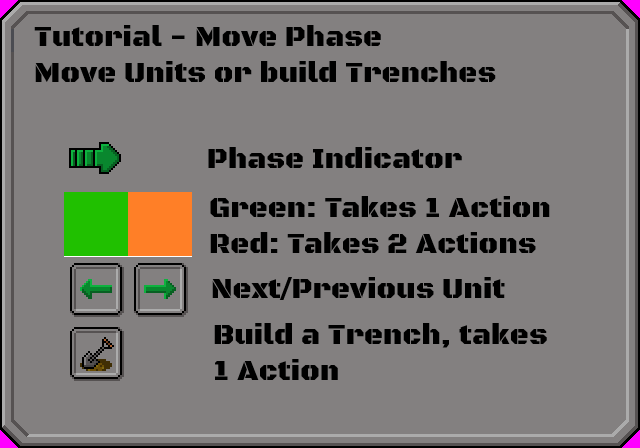 Tutorial - Move Phase
Move Units or build Trenches
Phase Indicator
Green: Takes 1 Action
Red: Takes 2 Actions
Next/Previous Unit
Build a Trench, takes
1 Action